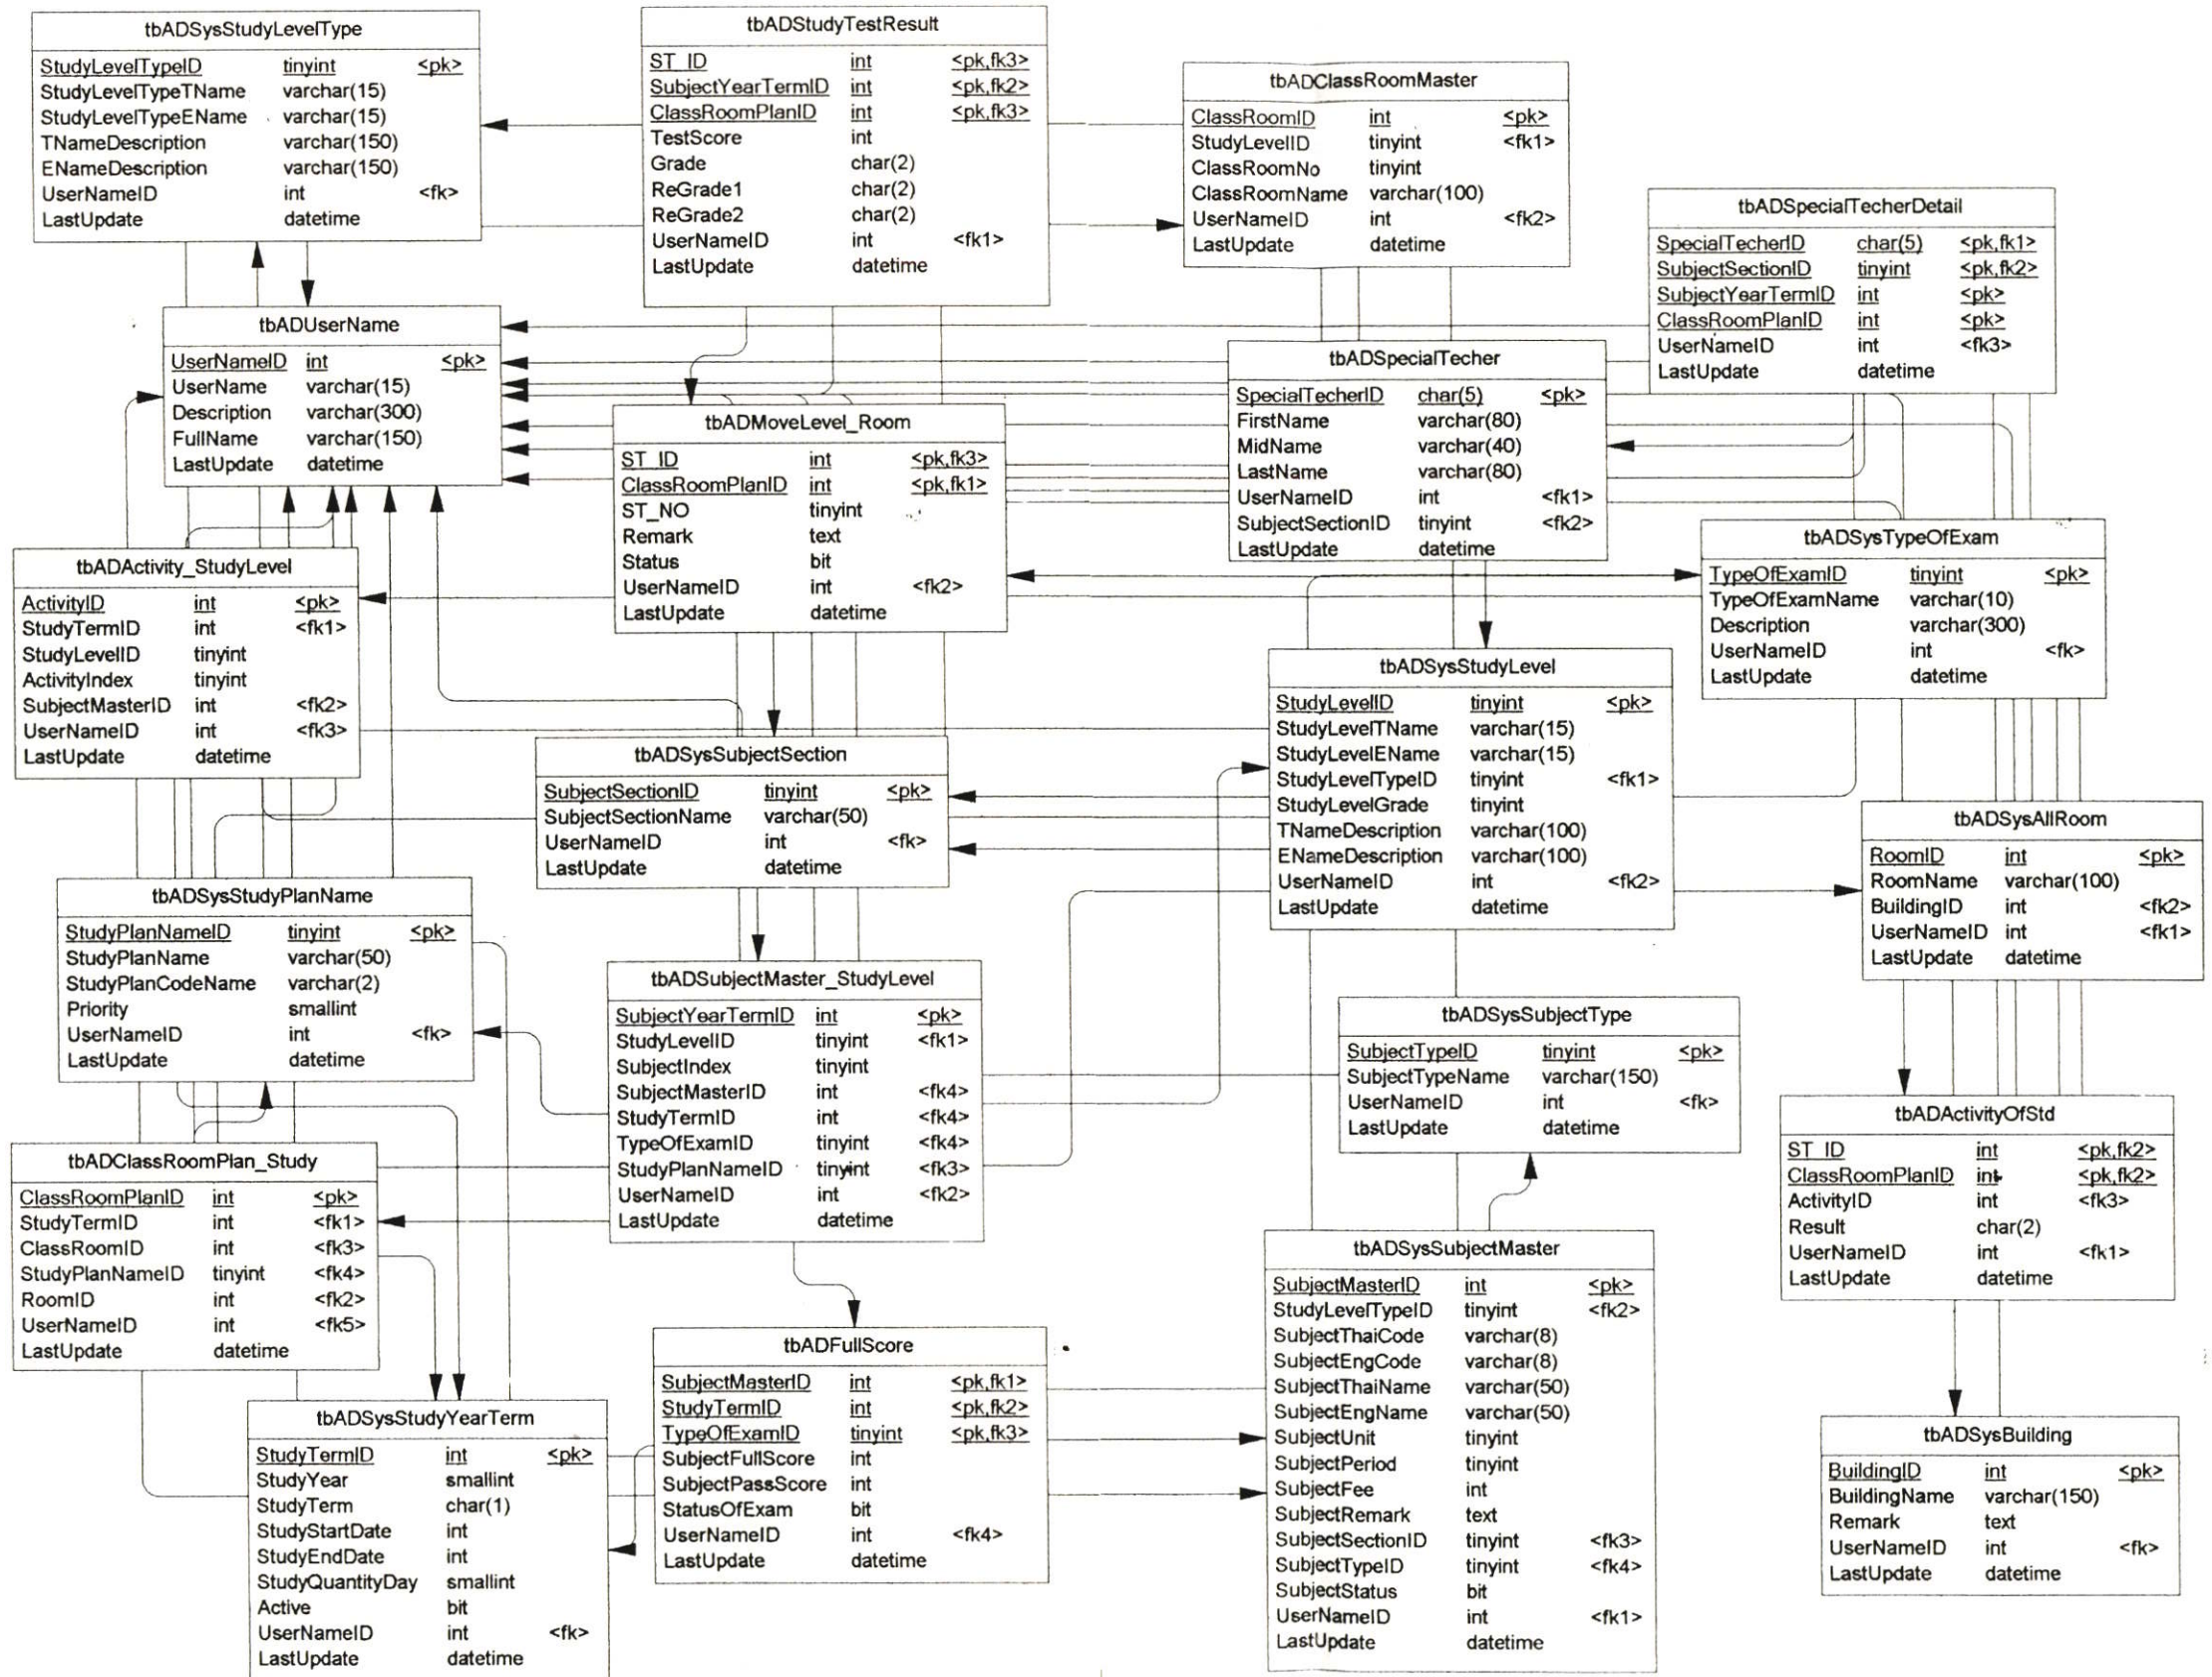 tbADSysStudyLevelType
StudyLevelTypeID tinyint <pk>
StudyLevelTypeTName varchar(15)
StudyLevelTypeEName varchar(15)
TNameDescription varchar(150)
ENameDescription varchar(150)
UserNameID int <fk>
LastUpdate datetime
tbADStudyTestResult
ST_ID int <pk,fk3>
SubjectYearTermID int <pk,fk2>
ClassRoomPlanID int <pk,fk3>
TestScore int
Grade char(2)
ReGrade1 char(2)
ReGrade2 char(2)
UserNameID int <fk1>
LastUpdate datetime
tbADClassRoomMaster
ClassRoomID int <pk>
StudyLevelID tinyint <fk1>
ClassRoomNo tinyint
ClassRoomName varchar(100)
UserNameID int <fk2>
LastUpdate datetime
tbADSpecialTecherDetail
SpecialTecherID char(5) <pk,fk1>
SubjectSectionID tinyint <pk,fk2>
SubjectYearTermID int <pk>
ClassRoomPlanID int <pk>
UserNameID int <fk3>
LastUpdate datetime
tbADUserName
UserNameID int <pk>
UserName varchar(15)
Description varchar(300)
FullName varchar(150)
LastUpdate datetime
tbADSpecialTecher
SpecialTecherID char(5) <pk>
FirstName varchar(80)
MidName varchar(40)
LastName varchar(80)
UserNameID int <fk1>
SubjectSectionID tinyint <fk2>
LastUpdate datetime
tbADMoveLevel_Room
ST_ID int <pk,fk3>
ClassRoomPlanID int <pk,fk1>
ST_NO tinyint
Remark text
Status bit
UserNameID int <fk2>
LastUpdate datetime
tbADSysTypeOfExam
TypeOfExamID tinyint <pk>
TypeOfExamName varchar(10)
Description varchar(300)
UserNameID int <fk>
LastUpdate datetime
tbADActivity_StudyLevel
ActivityID int <pk>
StudyTermID int <fk1>
StudyLevelID tinyint
ActivityIndex tinyint
SubjectMasterID int <fk2>
UserNameID int <fk3>
LastUpdate datetime
tbADSysStudyLevel
StudyLevelID tinyint <pk>
StudyLevelTName varchar(15)
StudyLevelEName varchar(15)
StudyLevelTypeID tinyint <fk1>
StudyLevelGrade tinyint
TNameDescription varchar(100)
ENameDescription varchar(100)
UserNameID int <fk2>
LastUpdate datetime
tbADSysSubjectSection
SubjectSectionID tinyint <pk>
SubjectSectionName varchar(50)
UserNameID int <fk>
LastUpdate datetime
tbADSysAllRoom
RoomID int <pk>
RoomName varchar(100)
BuildingID int <fk2>
UserNameID int <fk1>
LastUpdate datetime
tbADSysStudyPlanName
StudyPlanNameID tinyint <pk>
StudyPlanName varchar(50)
StudyPlanCodeName varchar(2)
Priority smallint
UserNameID int <fk>
LastUpdate datetime
tbADSubjectMaster_StudyLevel
SubjectYearTermID int <pk>
StudyLevelID tinyint <fk1>
SubjectIndex tinyint
SubjectMasterID int <fk4>
StudyTermID int <fk4>
TypeOfExamID tinyint <fk4>
StudyPlanNameID tinyint <fk3>
UserNameID int <fk2>
LastUpdate datetime
tbADSysSubjectType
SubjectTypeID tinyint <pk>
SubjectTypeName varchar(150)
UserNameID int <fk>
LastUpdate datetime
tbADActivityOfStd
ST_ID int <pk,fk2>
ClassRoomPlanID int <pk,fk2>
ActivityID int <fk3>
Result char(2)
UserNameID int <fk1>
LastUpdate datetime
tbADClassRoomPlan_Study
ClassRoomPlanID int <pk>
StudyTermID int <fk1>
ClassRoomID int <fk3>
StudyPlanNameID tinyint <fk4>
RoomID int <fk2>
UserNameID int <fk5>
LastUpdate datetime
tbADSysSubjectMaster
SubjectMasterID int <pk>
StudyLevelTypeID tinyint <fk2>
SubjectThaiCode varchar(8)
SubjectEngCode varchar(8)
SubjectThaiName varchar(50)
SubjectEngName varchar(50)
SubjectUnit tinyint
SubjectPeriod tinyint
SubjectFee int
SubjectRemark text
SubjectSectionID tinyint <fk3>
SubjectTypeID tinyint <fk4>
SubjectStatus bit
UserNameID int <fk1>
LastUpdate datetime
tbADFullScore
SubjectMasterID int <pk,fk1>
StudyTermID int <pk,fk2>
TypeOfExamID tinyint <pk,fk3>
SubjectFullScore int
SubjectPassScore int
StatusOfExam bit
UserNameID int <fk4>
LastUpdate datetime
tbADSysStudyYearTerm
StudyTermID int <pk>
StudyYear smallint
StudyTerm char(1)
StudyStartDate int
StudyEndDate int
StudyQuantityDay smallint
Active bit
UserNameID int <fk>
LastUpdate datetime
tbADSysBuilding
BuildingID int <pk>
BuildingName varchar(150)
Remark text
UserNameID int <fk>
LastUpdate datetime